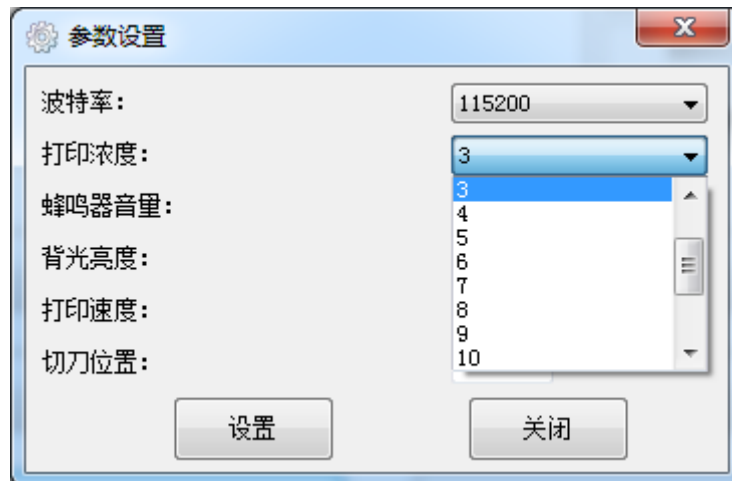 参数设置
波特率： 115200
打印浓度： 3
3
蜂鸣器音量：
4
5
背光亮度：
6
7
打印速度：
8
9
切刀位置：
10
设置 关闭